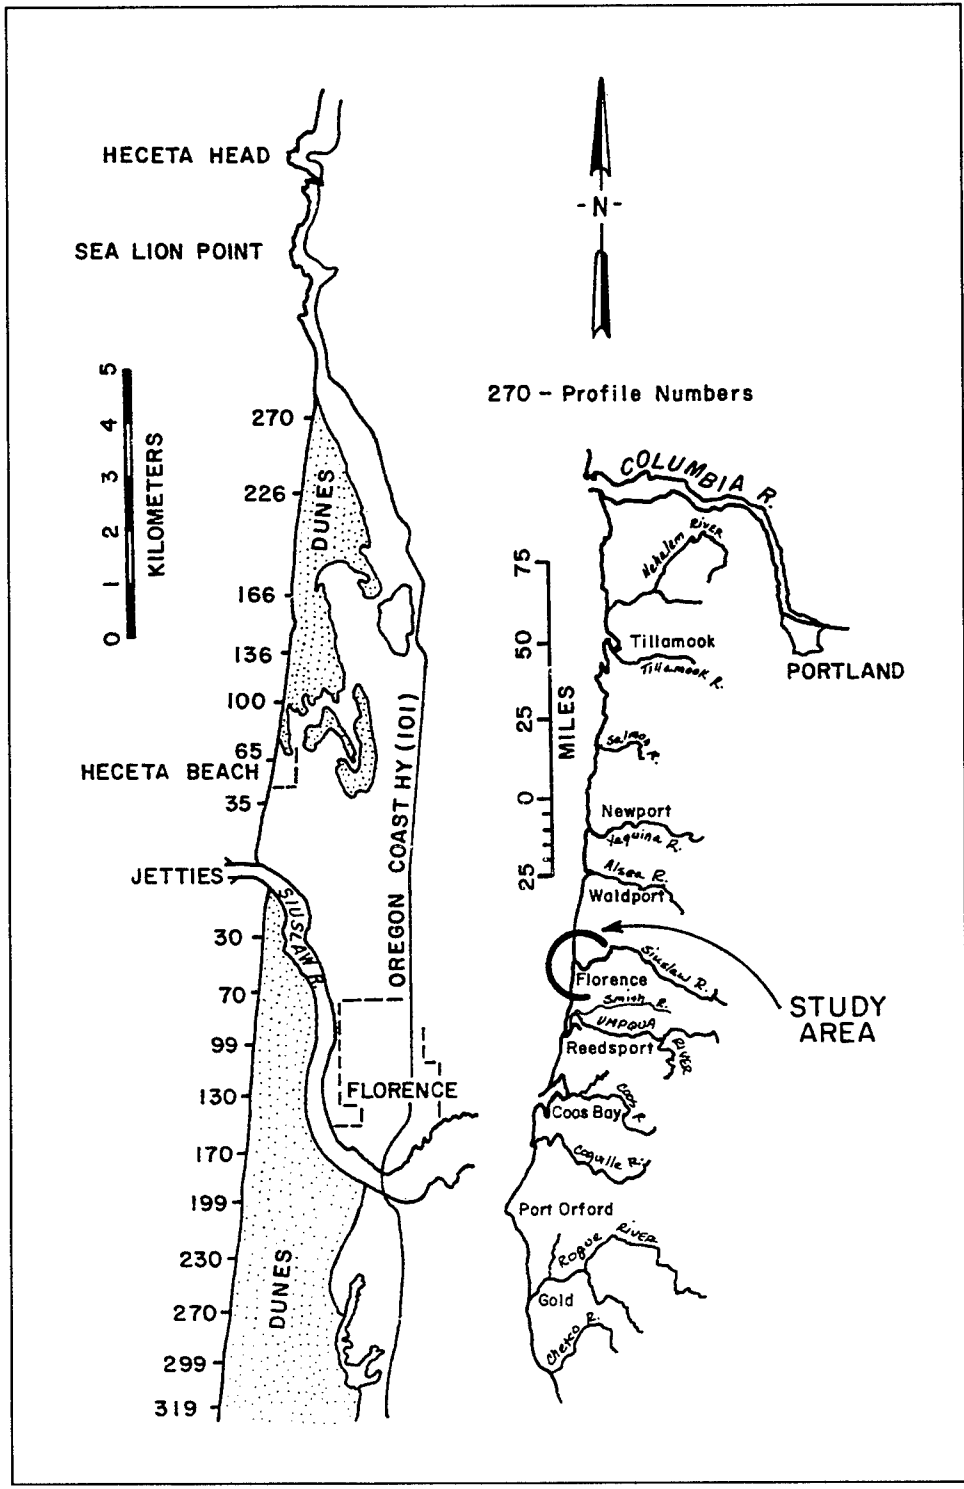 HECETA HEAD
SEA LION POINT
5
4
3
2
1
0
KILOMETERS
270
226
166
136
100
65
HECETA BEACH
35
JETTIES
30
70
99
130
170
199
230
270
299
319
DUNES
SIUSLAW R.
OREGON COAST HY (101)
FLORENCE
DUNES
-N-
270 - Profile Numbers
COLUMBIA R.
Nehalem RIVER
75
50
25
0
25
MILES
Tillamook
Tillamook R.
PORTLAND
Salmon R.
Newport
Yaquina R.
Alsea R.
Waldport
Siuslaw R.
Florence
STUDY
AREA
Smith R.
UMPQUA RIVER
Reedsport
Coos R.
Coos Bay
Coquille Riv
Port Orford
Rogue RIVER
Gold
Chetco R.